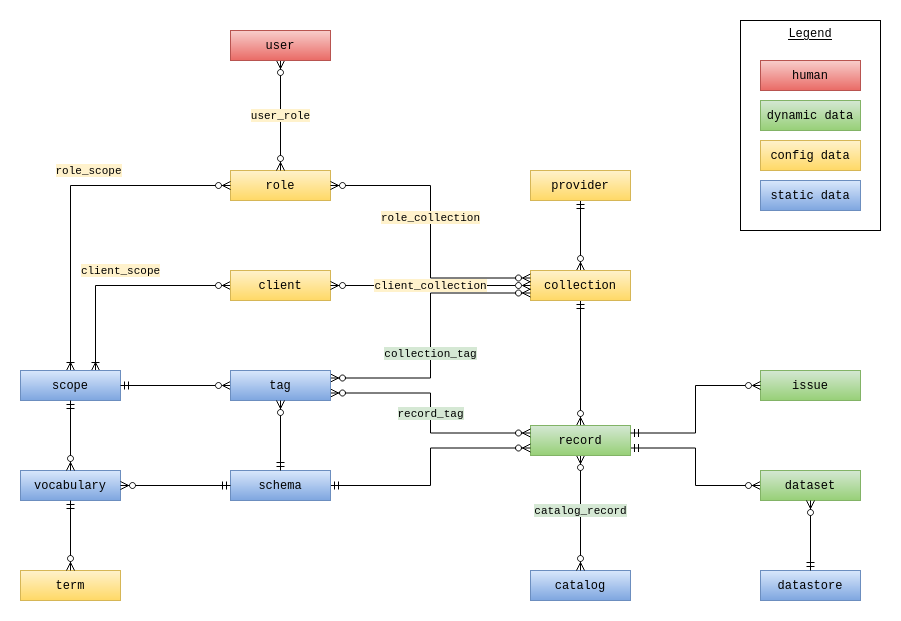 Legend
user
human
dynamic data
user_role
config data
role_scope
role
provider
static data
role_collection
client_scope
client
client_collection
collection
collection_tag
scope
tag
issue
record_tag
record
vocabulary
schema
dataset
catalog_record
term
catalog
datastore